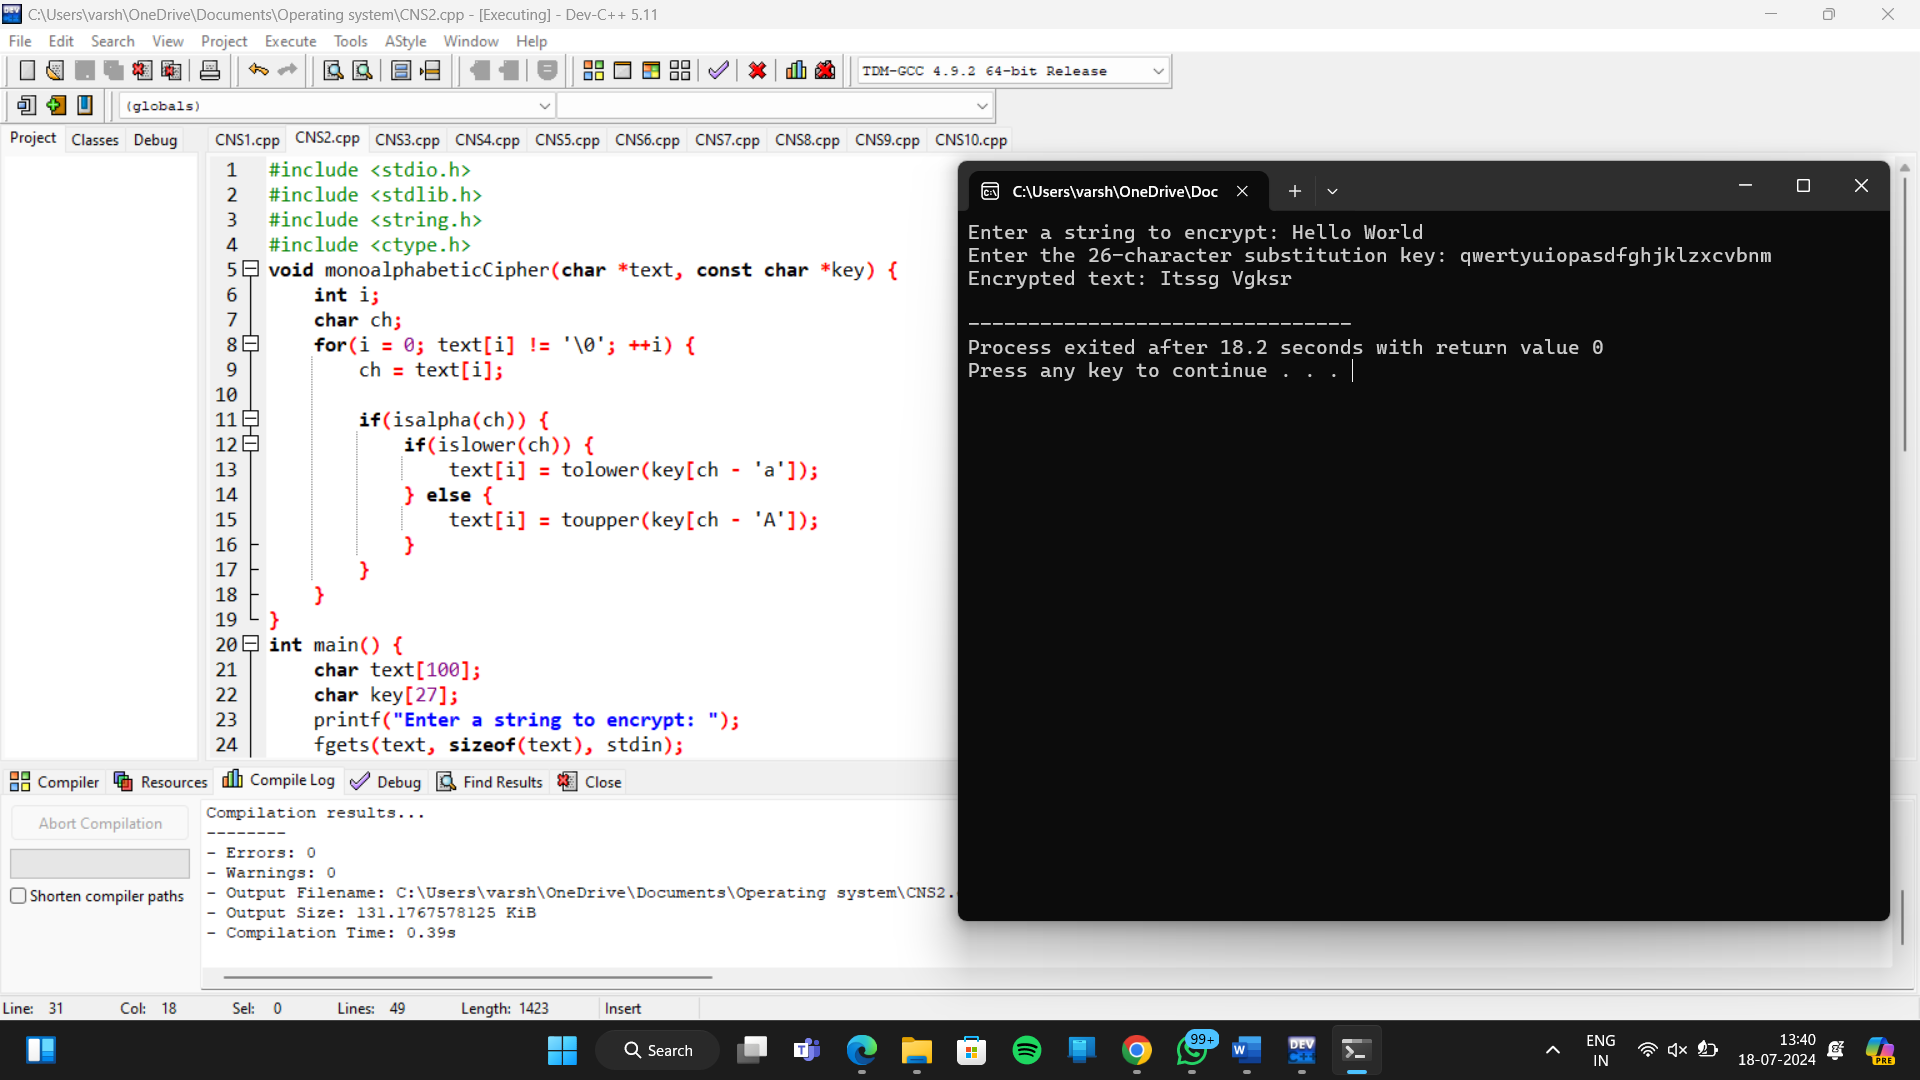 C:\Users\varsh\OneDrive\Documents\Operating system\CNS2.cpp - [Executing] - Dev-C++ 5.11
File Edit Search View Project Execute Tools AStyle Window Help
TDM-GCC 4.9.2 64-bit Release
(globals)
Project Classes Debug
CNS1.cpp CNS2.cpp CNS3.cpp CNS4.cpp CNS5.cpp CNS6.cpp CNS7.cpp CNS8.cpp CNS9.cpp CNS10.cpp
1 #include <stdio.h>
2 #include <stdlib.h>
3 #include <string.h>
4 #include <ctype.h>
5 void monoalphabeticCipher(char *text, const char *key) {
6 int i;
7 char ch;
8 for(i = 0; text[i] != '\0'; ++i) {
9 ch = text[i];
10
11 if(isalpha(ch)) {
12 if(islower(ch)) {
13 text[i] = tolower(key[ch - 'a']);
14 } else {
15 text[i] = toupper(key[ch - 'A']);
16 }
17 }
18 }
19 }
20 int main() {
21 char text[100];
22 char key[27];
23 printf("Enter a string to encrypt: ");
24 fgets(text, sizeof(text), stdin);
C:\Users\varsh\OneDrive\Doc
Enter a string to encrypt: Hello World
Enter the 26-character substitution key: qwertyuiopasdfghjklzxcvbnm
Encrypted text: Itssg Vgksr
--------------------------------
Process exited after 18.2 seconds with return value 0
Press any key to continue . . .
Compiler Resources Compile Log Debug Find Results Close
Abort Compilation
Shorten compiler paths
Compilation results...
--------
- Errors: 0
- Warnings: 0
- Output Filename: C:\Users\varsh\OneDrive\Documents\Operating system\CNS2.
- Output Size: 131.1767578125 KiB
- Compilation Time: 0.39s
Line: 31 Col: 18 Sel: 0 Lines: 49 Length: 1423 Insert
Search
99+
DEV
ENG
IN
13:40
18-07-2024
PRE